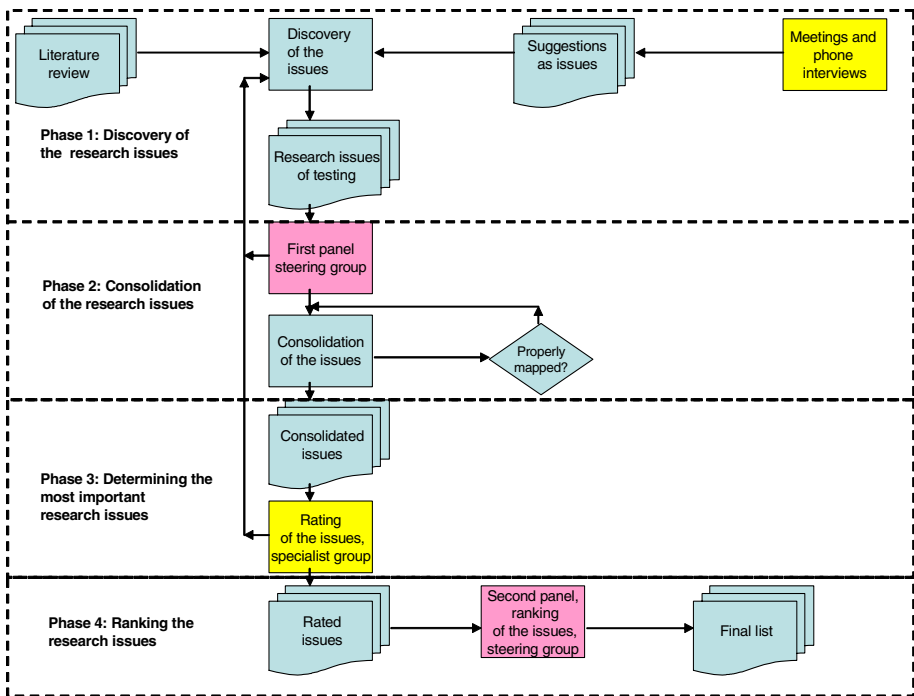 Literature
review
Discovery
of the
issues
Suggestions
as issues
Meetings and
phone
interviews
Phase 1: Discovery of
the research issues
Research issues
of testing
First panel
steering group
Phase 2: Consolidation
of the research issues
Consolidation
of the issues
Properly
mapped?
Consolidated
issues
Phase 3: Determining the
most important
research issues
Rating
of the issues,
specialist group
Phase 4: Ranking the
research issues
Rated
issues
Second panel,
ranking
of the issues,
steering group
Final list